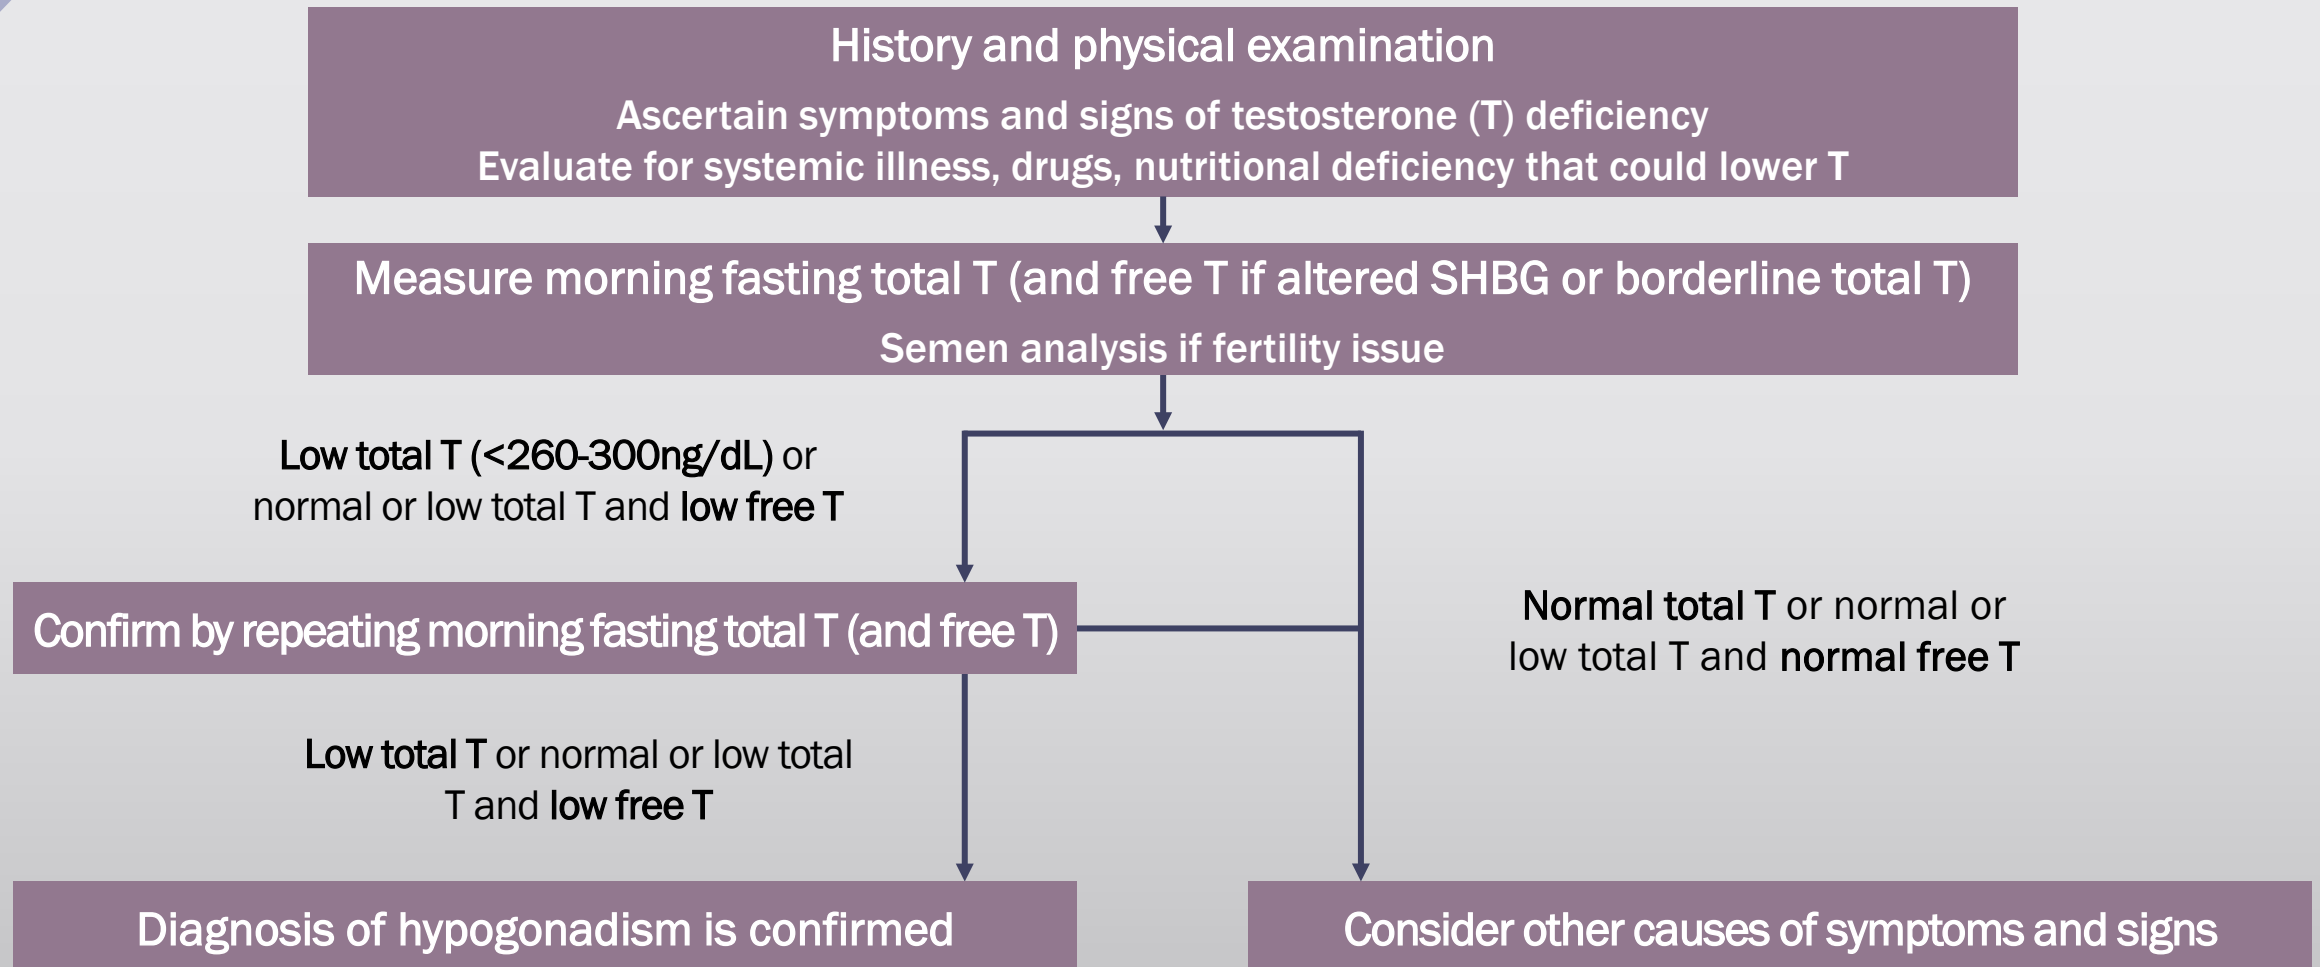 History and physical examination
Ascertain symptoms and signs of testosterone (T) deficiency
Evaluate for systemic illness, drugs, nutritional deficiency that could lower T
Measure morning fasting total T (and free T if altered SHBG or borderline total T)
Semen analysis if fertility issue
Low total T (<260-300ng/dL) or
normal or low total T and low free T
Confirm by repeating morning fasting total T (and free T)
Normal total T or normal or
low total T and normal free T
Low total T or normal or low total
T and low free T
Diagnosis of hypogonadism is confirmed
Consider other causes of symptoms and signs